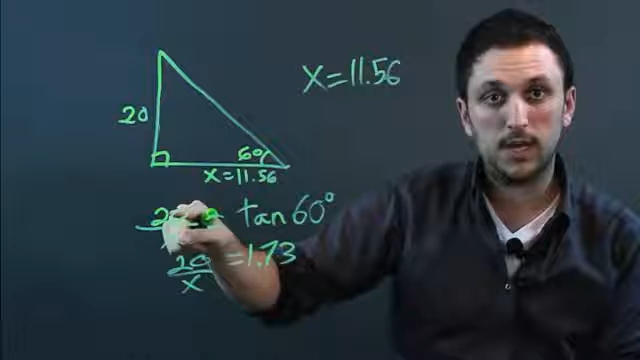 x=11.56
20
60°
x=11.56
tan 60°
20
=1.73
x